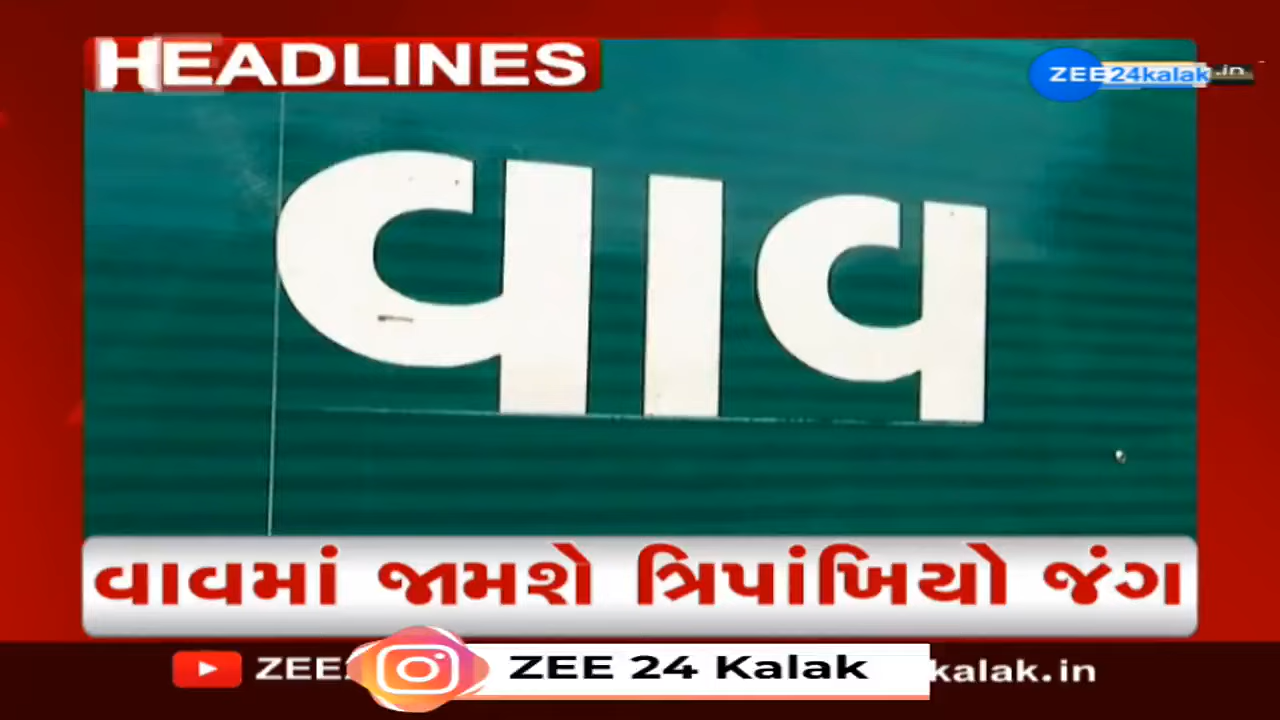 HEADLINES
ZEE24kalak.in
વાવ
વાવમાં જામશે ત્રિપાંખિયો જંગ
ZEE
ZEE 24 Kalak
kalak.in